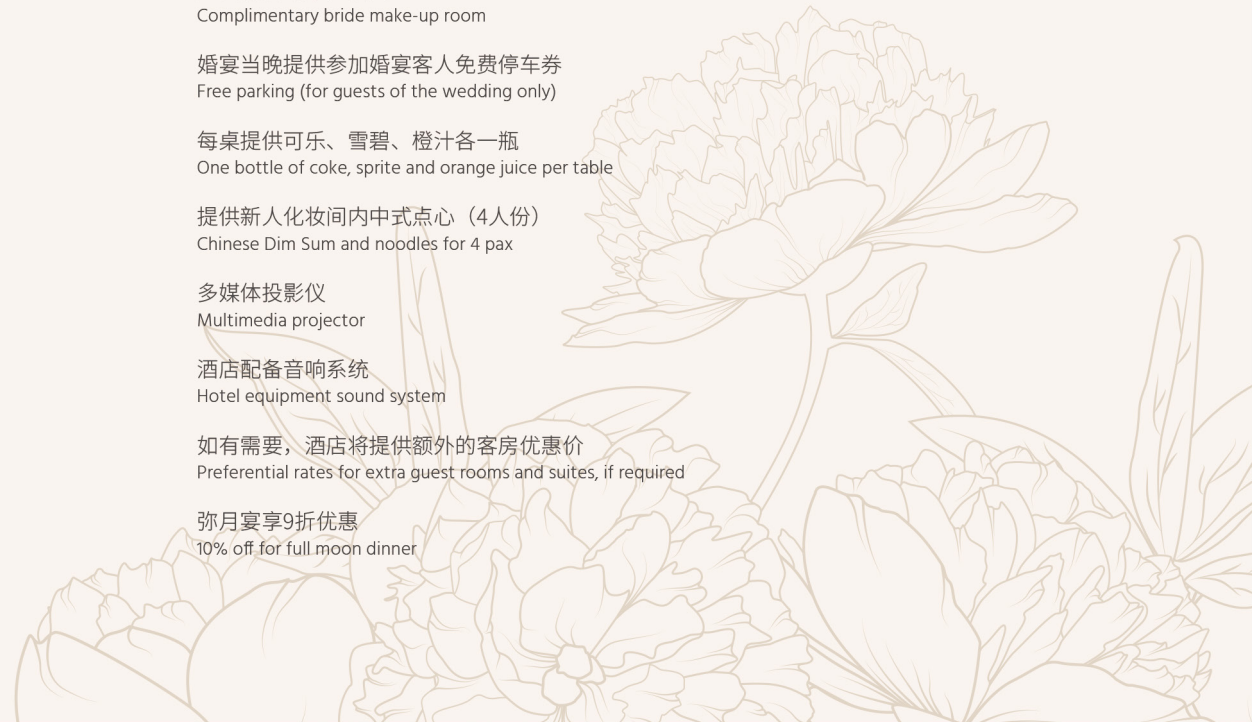 Complimentary bride make-up room
婚宴当晚提供参加婚宴客人免费停车券
Free parking (for guests of the wedding only)
每桌提供可乐、雪碧、橙汁各一瓶
One bottle of coke, sprite and orange juice per table
提供新人化妆间内中式点心（4人份）
Chinese Dim Sum and noodles for 4 pax
多媒体投影仪
Multimedia projector
酒店配备音响系统
Hotel equipment sound system
如有需要，酒店将提供额外的客房优惠价
Preferential rates for extra guest rooms and suites, if required
弥月宴享9折优惠
10% off for full moon dinner